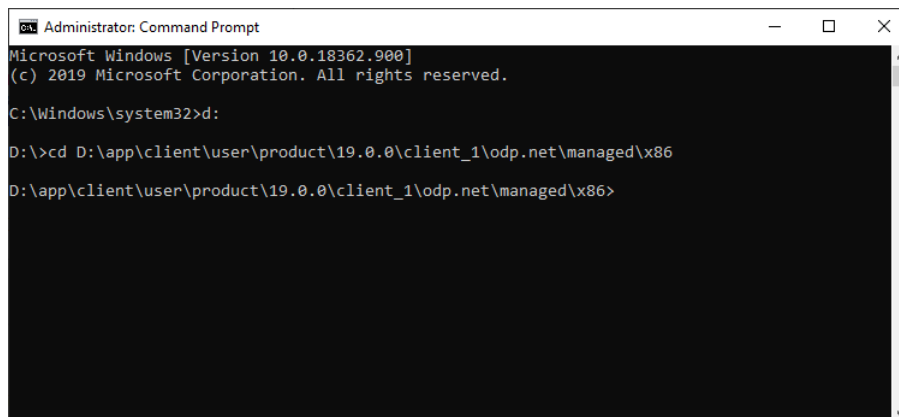 Administrator: Command Prompt
Microsoft Windows [Version 10.0.18362.900]
(c) 2019 Microsoft Corporation. All rights reserved.
C:\Windows\system32>d:
D:\>cd D:\app\client\user\product\19.0.0\client_1\odp.net\managed\x86
D:\app\client\user\product\19.0.0\client_1\odp.net\managed\x86>